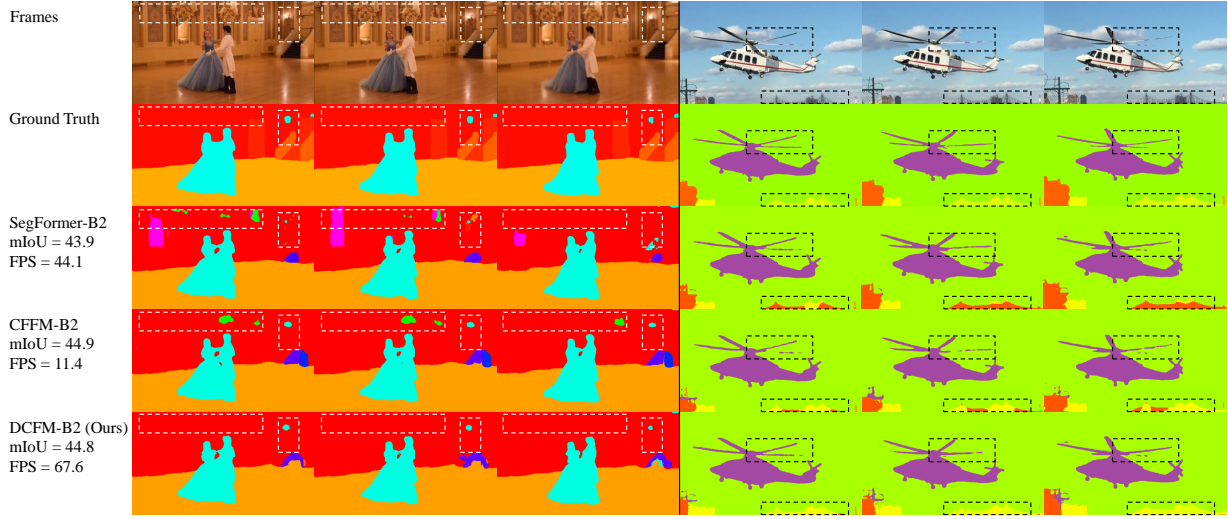 Frames
Ground Truth
SegFormer-B2
mIoU = 43.9
FPS = 44.1
CFFM-B2
mIoU = 44.9
FPS = 11.4
DCFM-B2 (Ours)
mIoU = 44.8
FPS = 67.6